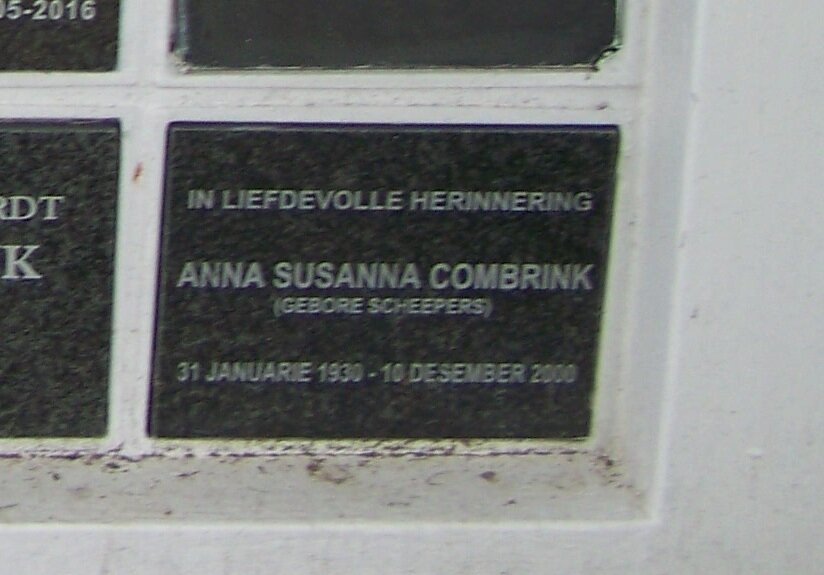 05-2016
RDT
K
IN LIEFDEVOLLE HERINNERING
ANNA SUSANNA COMBRINK
(GEBORE SCHEEPERS)
31 JANUARIE 1930 - 10 DESEMBER 2000